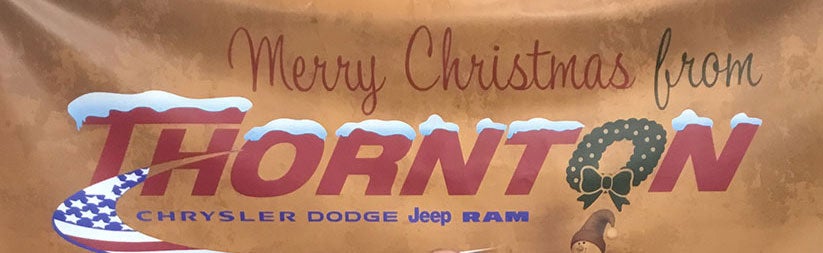 Merry Christmas from
THORNTON
CHRYSLER DODGE Jeep RAM